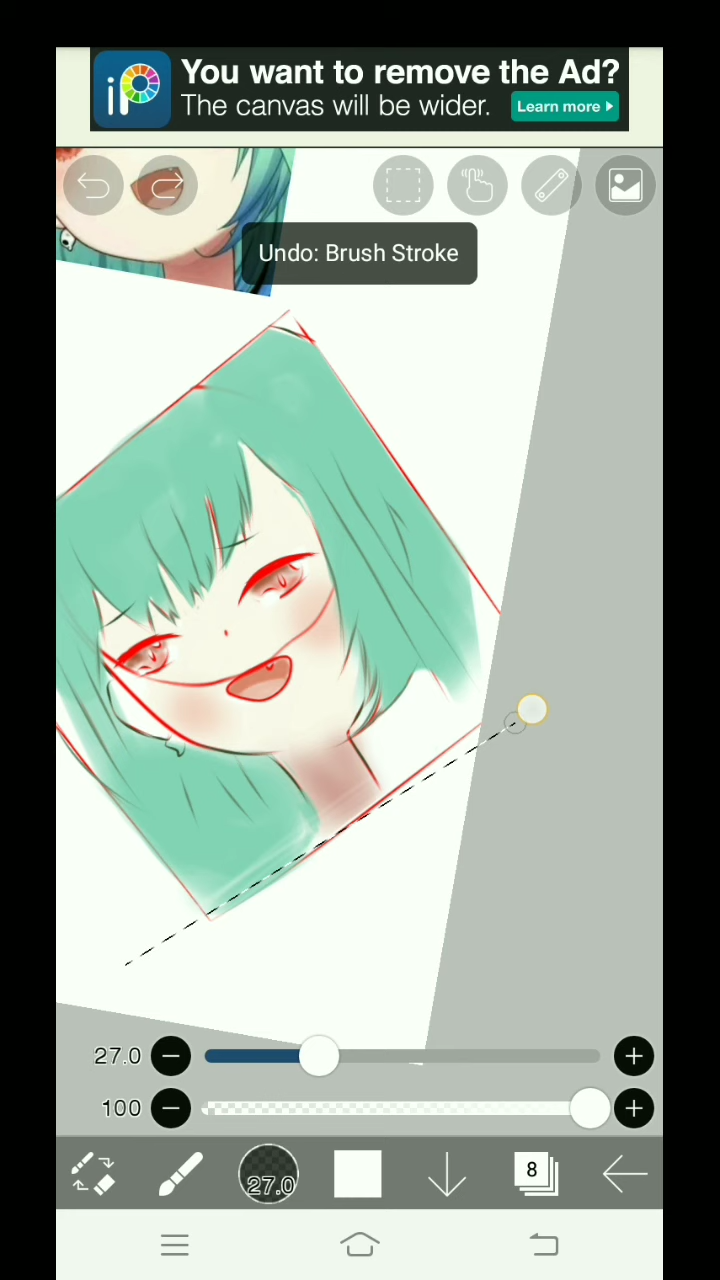 iP
You want to remove the Ad?
The canvas will be wider.
Learn more
Undo: Brush Stroke
27.0
100
27.0
8